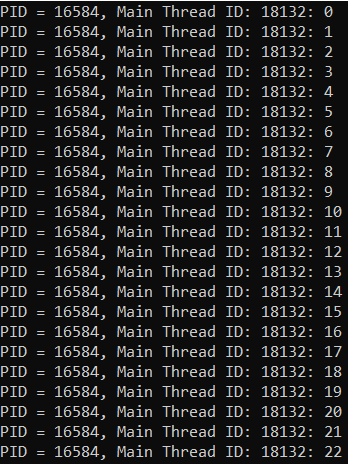 PID = 16584, Main Thread ID: 18132: 0
PID = 16584, Main Thread ID: 18132: 1
PID = 16584, Main Thread ID: 18132: 2
PID = 16584, Main Thread ID: 18132: 3
PID = 16584, Main Thread ID: 18132: 4
PID = 16584, Main Thread ID: 18132: 5
PID = 16584, Main Thread ID: 18132: 6
PID = 16584, Main Thread ID: 18132: 7
PID = 16584, Main Thread ID: 18132: 8
PID = 16584, Main Thread ID: 18132: 9
PID = 16584, Main Thread ID: 18132: 10
PID = 16584, Main Thread ID: 18132: 11
PID = 16584, Main Thread ID: 18132: 12
PID = 16584, Main Thread ID: 18132: 13
PID = 16584, Main Thread ID: 18132: 14
PID = 16584, Main Thread ID: 18132: 15
PID = 16584, Main Thread ID: 18132: 16
PID = 16584, Main Thread ID: 18132: 17
PID = 16584, Main Thread ID: 18132: 18
PID = 16584, Main Thread ID: 18132: 19
PID = 16584, Main Thread ID: 18132: 20
PID = 16584, Main Thread ID: 18132: 21
PID = 16584, Main Thread ID: 18132: 22